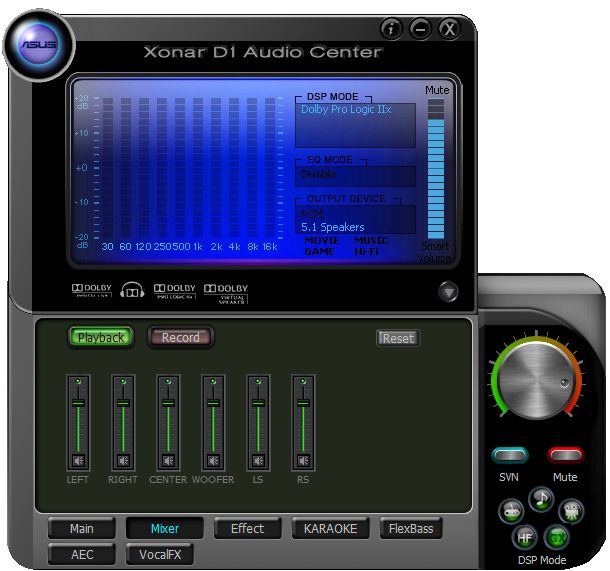 ASUS
Xonar D1 Audio Center
i
X
Mute
+20
dB
+10
+0
-10
-20
dB
30 60 120 250 500 1k 2k 4k 8k 16k
DSP MODE
Dolby Pro Logic IIx
EQ MODE
Disable
OUTPUT DEVICE
PCM
5.1 Speakers
MOVIE MUSIC
GAME Hi-Fi
Smart
Volume
DOLBY
DIGITAL LIVE
DOLBY
PRO LOGIC IIx
DOLBY
VIRTUAL
SPEAKER
Playback Record Reset
LEFT RIGHT CENTER WOOFER LS RS
SVN Mute
HF
DSP Mode
Main Mixer Effect KARAOKE FlexBass
AEC VocalFX